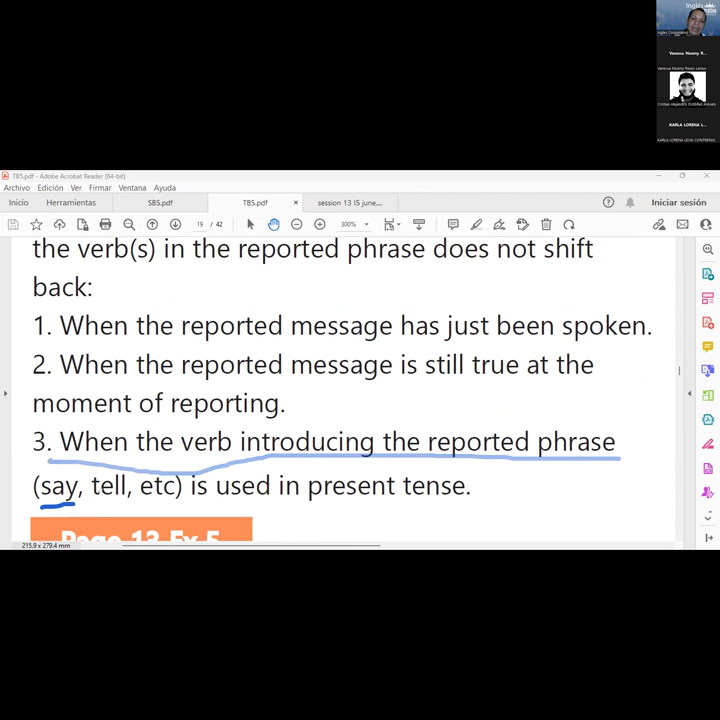 Inglés
Inglés Corporativo
Vanessa Noemy R...
Vanessa Noemy Reyes Lemus
Cristian Alejandro Ordoñez Arévalo
KARLA LORENA L...
KARLA LORENA LEIVA CONTRERAS
TB5.pdf - Adobe Acrobat Reader (64-bit)
Archivo Edición Ver Firmar Ventana Ayuda
Inicio Herramientas SB5.pdf TB5.pdf × session 13 I5 june... Iniciar sesión
19 / 42 300%
the verb(s) in the reported phrase does not shift
back:
1. When the reported message has just been spoken.
2. When the reported message is still true at the
moment of reporting.
3. When the verb introducing the reported phrase
(say, tell, etc) is used in present tense.
Page 13 Ex 5
215.9 x 279.4 mm